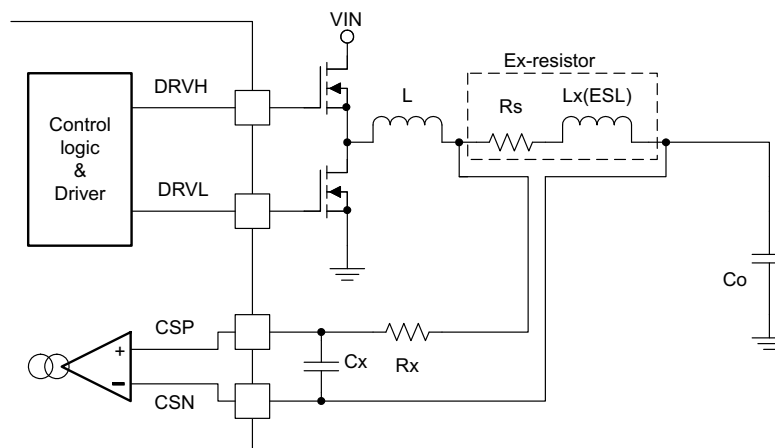 VIN
Ex-resistor
DRVH
L
Rs
Lx(ESL)
Control
logic
&
Driver
DRVL
Co
CSP
+
Cx
Rx
–
CSN